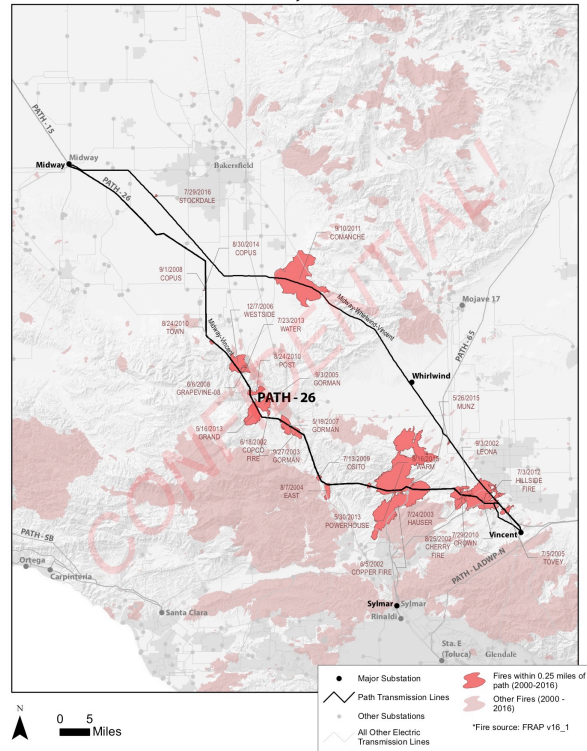 PATH-15
Midway
Midway
PATH-26
Bakersfield
7/29/2016
STOCKDALE
8/30/2014
COPUS
9/10/2011
COMANCHE
9/1/2008
COPUS
12/7/2006
WESTSIDE
7/23/2013
WATER
Midway-Whirlwind-Vincent
Mojave 17
8/24/2010
TOWN
Midway-Vincent
8/24/2010
POST
PATH-65
6/6/2008
GRAPEVINE-08
9/3/2005
GORMAN
Whirlwind
PATH - 26
5/26/2015
MUNZ
5/16/2013
GRAND
5/19/2007
GORMAN
6/18/2002
COPCO
FIRE
9/27/2003
GORMAN
9/3/2002
LEONA
7/13/2009
OSITO
WARM
7/3/2012
HILLSIDE
FIRE
8/7/2004
EAST
5/30/2013
POWERHOUSE
7/24/2003
HAUSER
7/29/2010
CROWN
8/25/2002
CHERRY
FIRE
Vincent
PATH-SB
6/5/2002
COPPER FIRE
7/5/2005
TOVEY
PATH-LADWP-N
Ortega
Carpinteria
Santa Clara
Sylmar
Sylmar
Rinaldi
Sta. E
(Toluca)
Glendale
CONFIDENTIAL!
N
0 5
Miles
Major Substation
Path Transmission Lines
Other Substations
All Other Electric
Transmission Lines
Fires within 0.25 miles of
path (2000-2016)
Other Fires (2000 -
2016)
*Fire source: FRAP v16_1